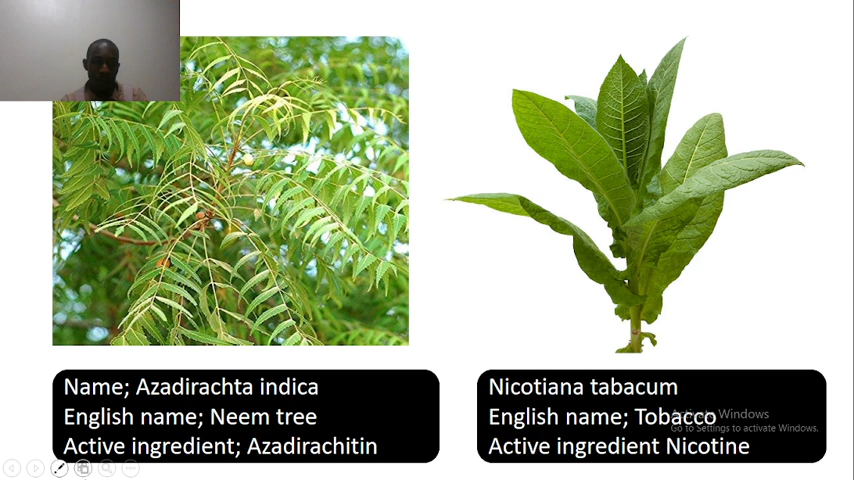 Name; Azadirachta indica
English name; Neem tree
Active ingredient; Azadirachitin
Nicotiana tabacum
English name; Tobacco
Active ingredient Nicotine
Activate Windows
Go to Settings to activate Windows.